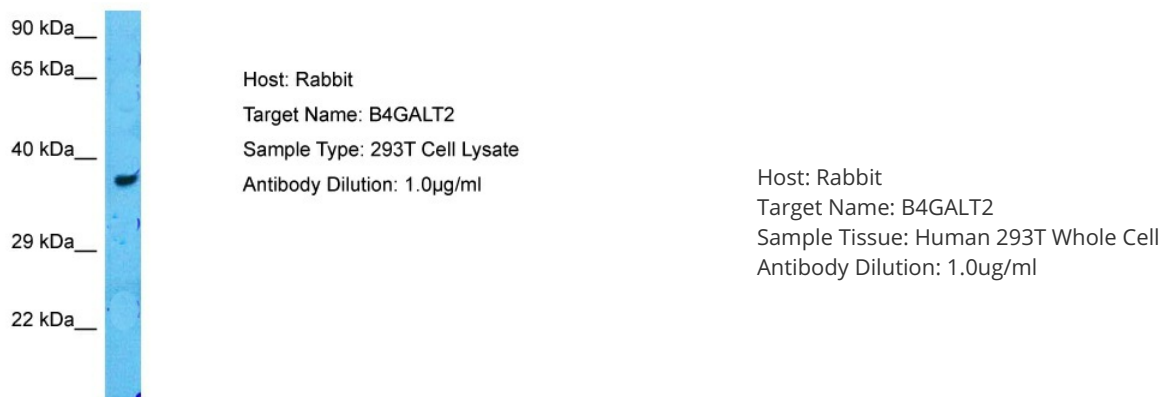 90 kDa__
65 kDa__
40 kDa__
29 kDa__
22 kDa__
Host: Rabbit
Target Name: B4GALT2
Sample Type: 293T Cell Lysate
Antibody Dilution: 1.0µg/ml
Host: Rabbit
Target Name: B4GALT2
Sample Tissue: Human 293T Whole Cell
Antibody Dilution: 1.0ug/ml